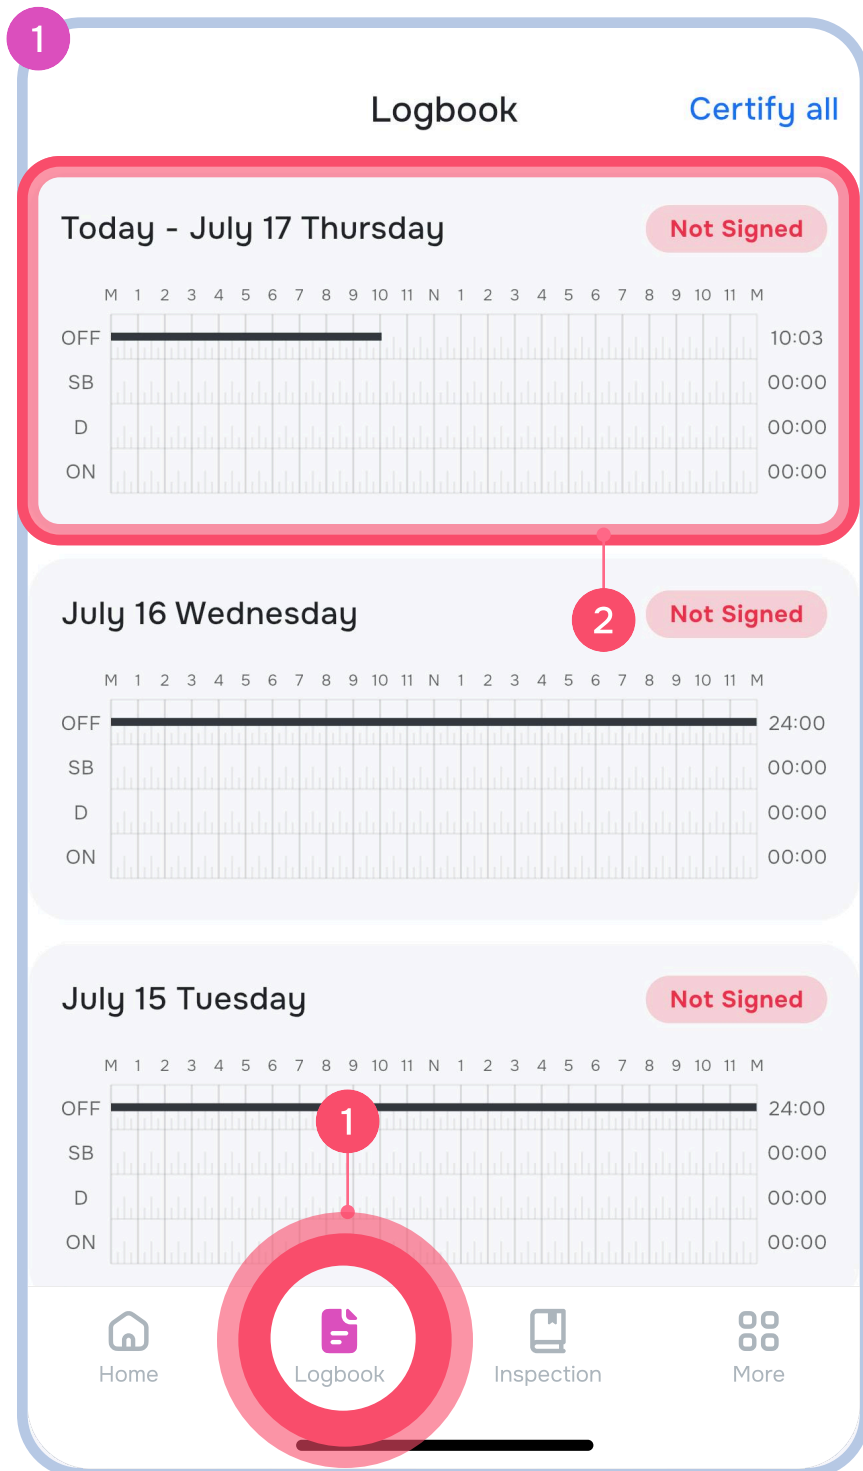 1
Logbook Certify all
Today - July 17 Thursday Not Signed
M 1 2 3 4 5 6 7 8 9 10 11 N 1 2 3 4 5 6 7 8 9 10 11 M
OFF 10:03
SB 00:00
D 00:00
ON 00:00
2
July 16 Wednesday Not Signed
M 1 2 3 4 5 6 7 8 9 10 11 N 1 2 3 4 5 6 7 8 9 10 11 M
OFF 24:00
SB 00:00
D 00:00
ON 00:00
July 15 Tuesday Not Signed
M 1 2 3 4 5 6 7 8 9 10 11 N 1 2 3 4 5 6 7 8 9 10 11 M
OFF 24:00
1
SB 00:00
D 00:00
ON 00:00
Home Logbook Inspection More